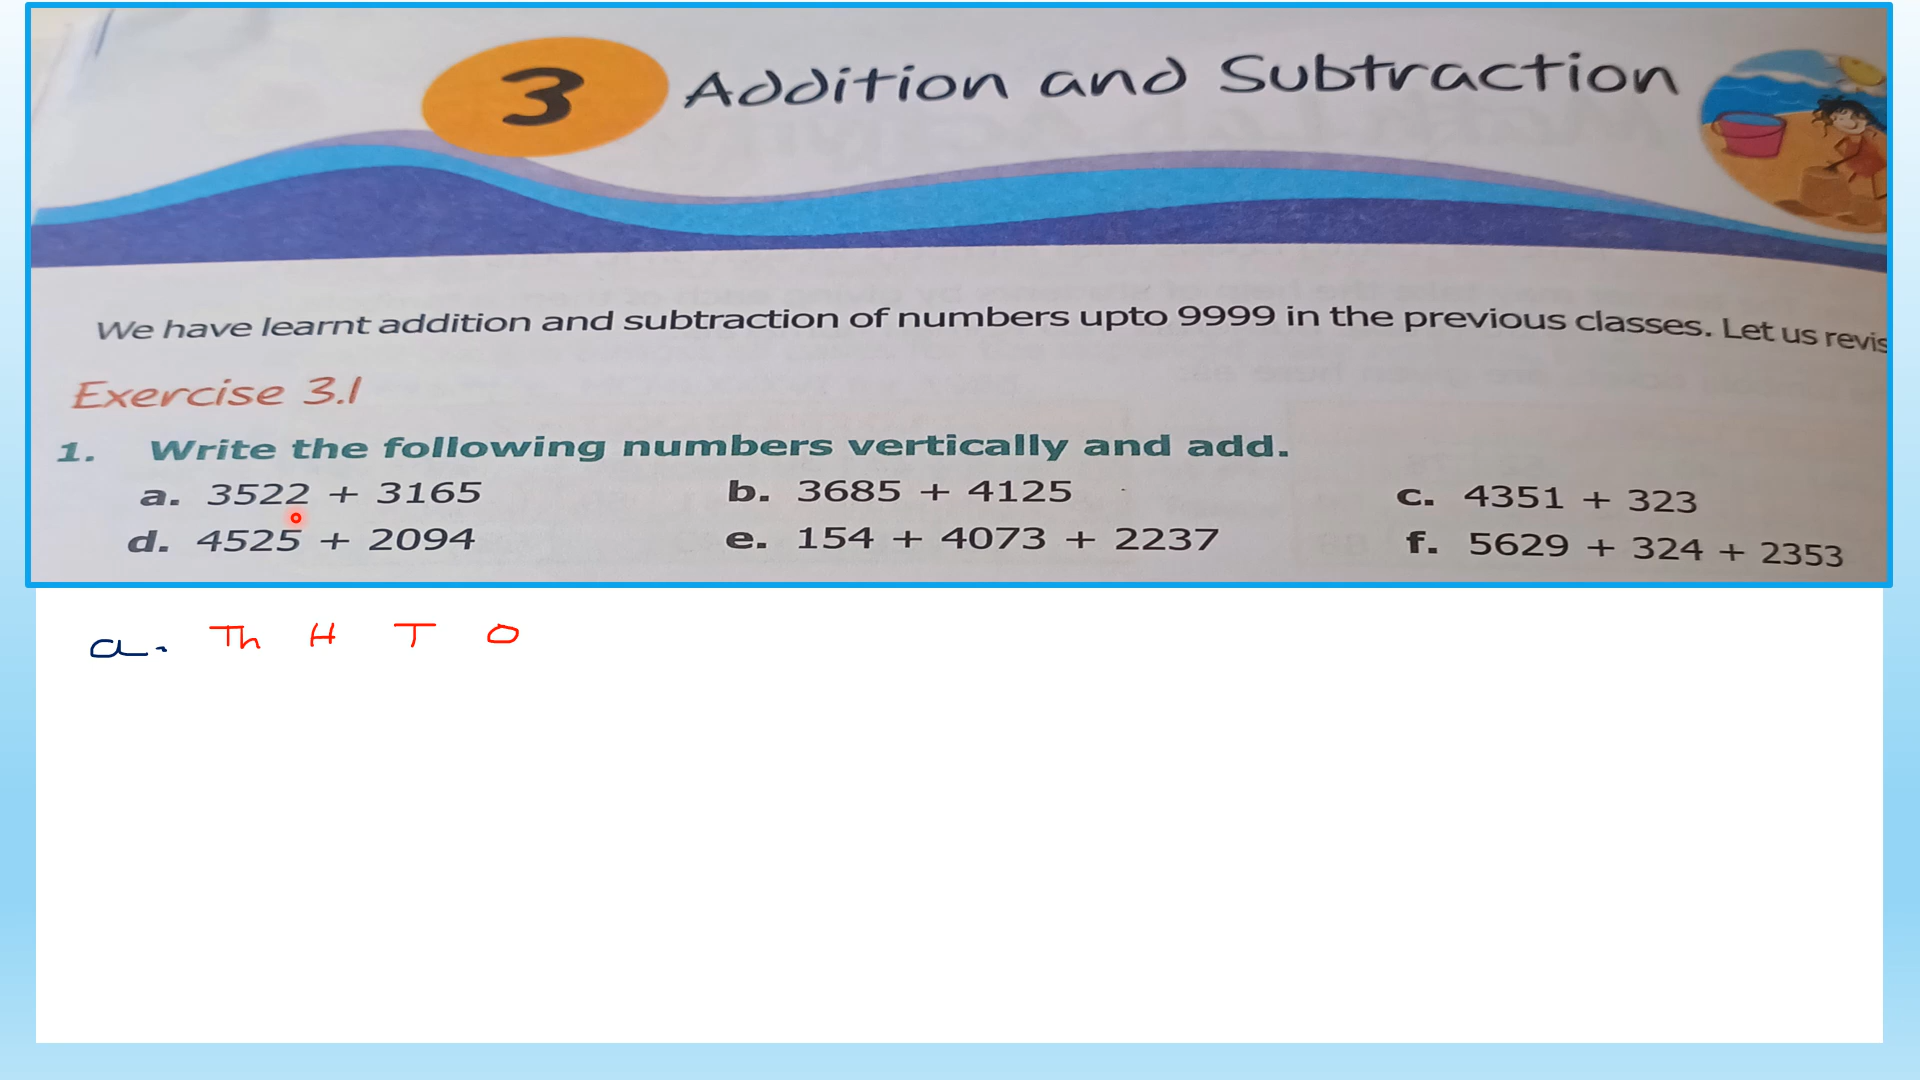 3 Addition and Subtraction
We have learnt addition and subtraction of numbers upto 9999 in the previous classes. Let us revis
Exercise 3.1
1. Write the following numbers vertically and add.
a. 3522 + 3165 b. 3685 + 4125 c. 4351 + 323
d. 4525 + 2094 e. 154 + 4073 + 2237 f. 5629 + 324 + 2353
a. Th H T O